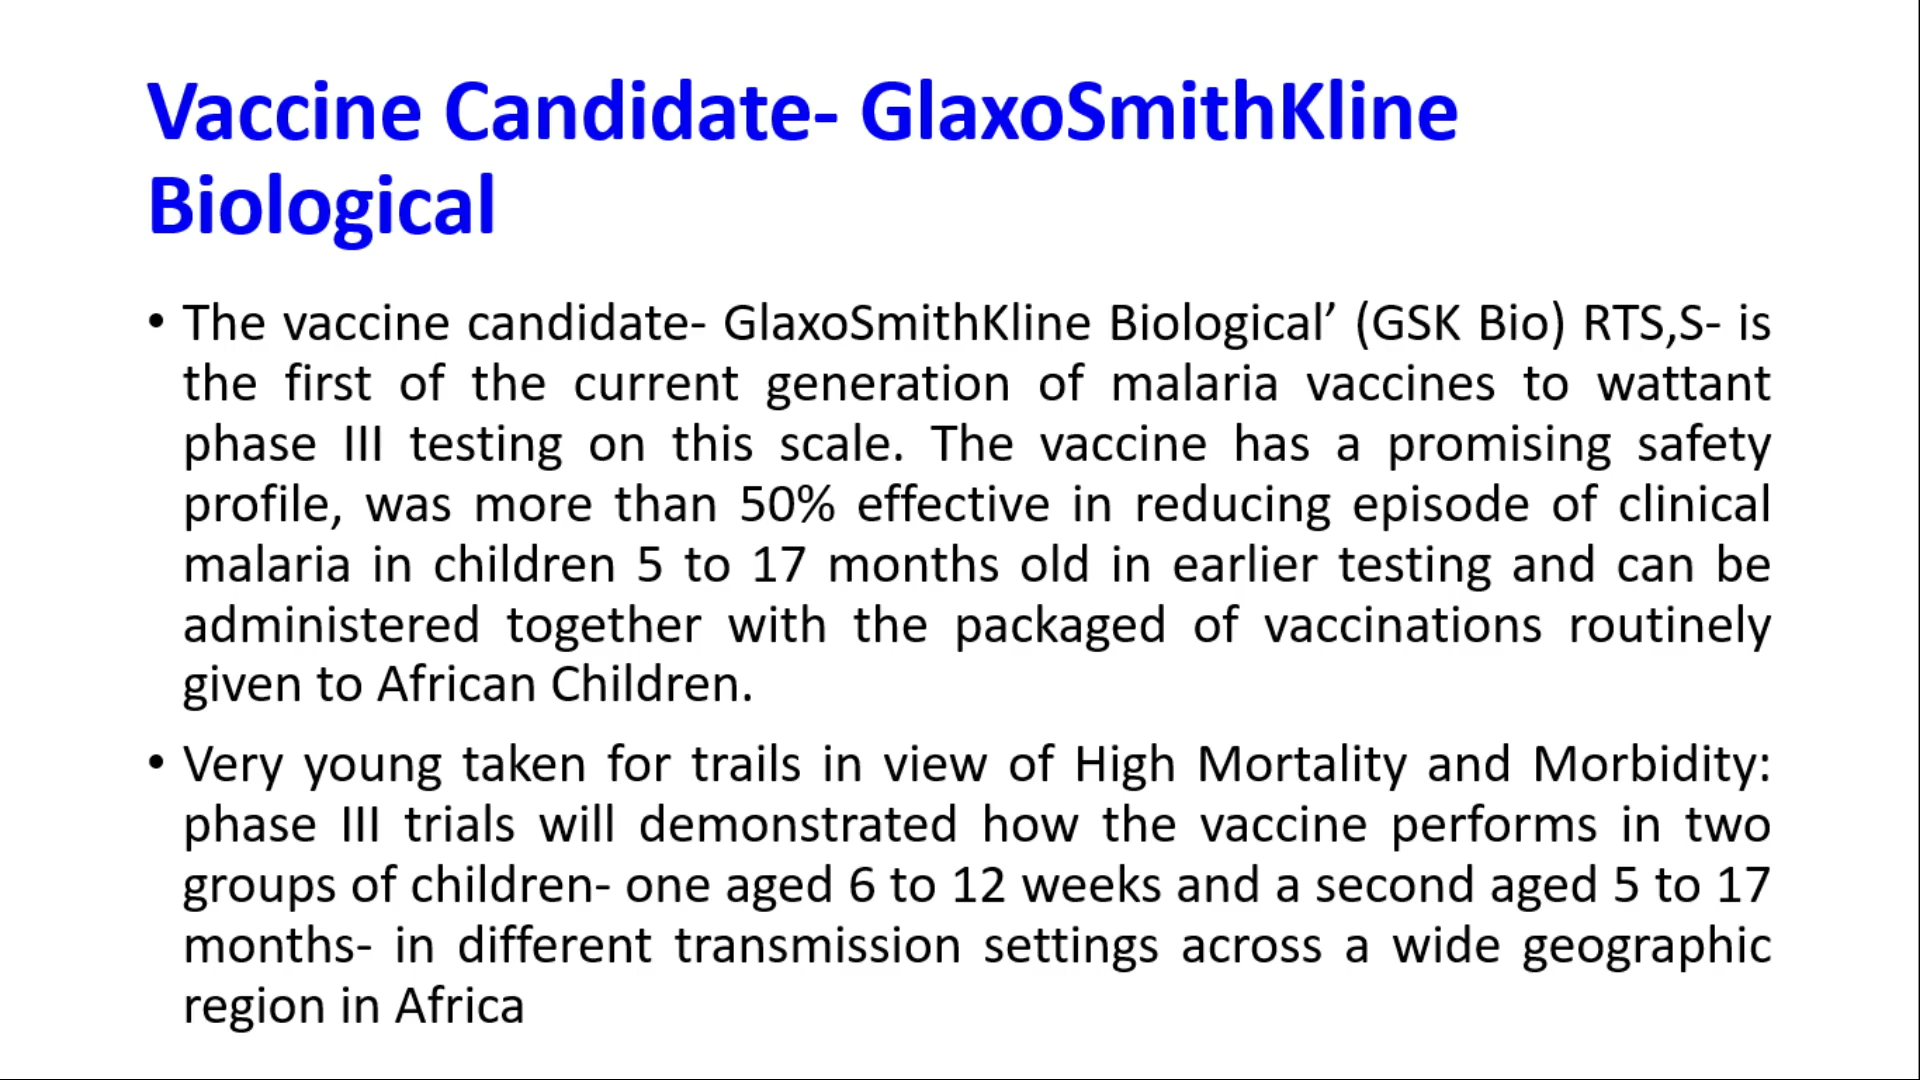 Vaccine Candidate- GlaxoSmithKline
Biological
• The vaccine candidate- GlaxoSmithKline Biological’ (GSK Bio) RTS,S- is
the first of the current generation of malaria vaccines to wattant
phase III testing on this scale. The vaccine has a promising safety
profile, was more than 50% effective in reducing episode of clinical
malaria in children 5 to 17 months old in earlier testing and can be
administered together with the packaged of vaccinations routinely
given to African Children.
• Very young taken for trails in view of High Mortality and Morbidity:
phase III trials will demonstrated how the vaccine performs in two
groups of children- one aged 6 to 12 weeks and a second aged 5 to 17
months- in different transmission settings across a wide geographic
region in Africa